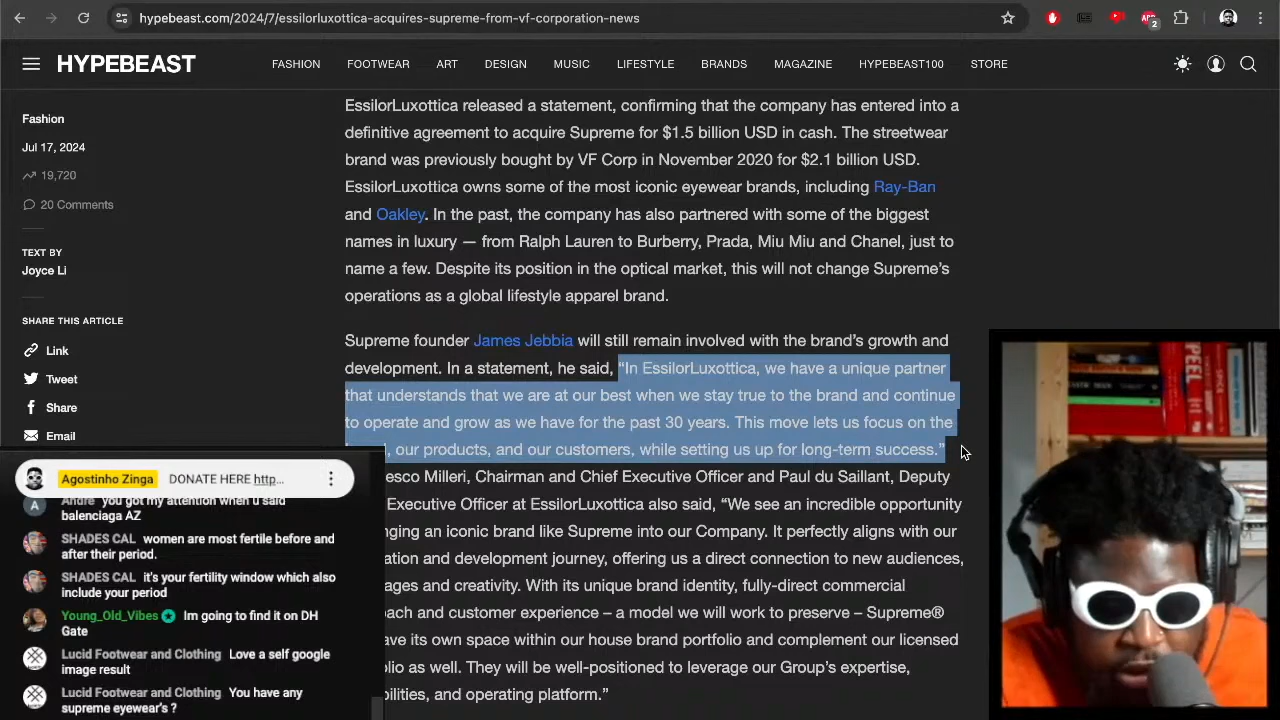 hypebeast.com/2024/7/essilorluxottica-acquires-supreme-from-vf-corporation-news
2
HYPEBEAST
FASHION FOOTWEAR ART DESIGN MUSIC LIFESTYLE BRANDS MAGAZINE HYPEBEAST100 STORE
Fashion
Jul 17, 2024
19,720
20 Comments
TEXT BY
Joyce Li
SHARE THIS ARTICLE
Link
Tweet
Share
Email
EssilorLuxottica released a statement, confirming that the company has entered into a
definitive agreement to acquire Supreme for $1.5 billion USD in cash. The streetwear
brand was previously bought by VF Corp in November 2020 for $2.1 billion USD.
EssilorLuxottica owns some of the most iconic eyewear brands, including Ray-Ban
and Oakley. In the past, the company has also partnered with some of the biggest
names in luxury — from Ralph Lauren to Burberry, Prada, Miu Miu and Chanel, just to
name a few. Despite its position in the optical market, this will not change Supreme's
operations as a global lifestyle apparel brand.
Supreme founder James Jebbia will still remain involved with the brand's growth and
development. In a statement, he said, “In EssilorLuxottica, we have a unique partner
that understands that we are at our best when we stay true to the brand and continue
to operate and grow as we have for the past 30 years. This move lets us focus on the
, our products, and our customers, while setting us up for long-term success.”
esco Milleri, Chairman and Chief Executive Officer and Paul du Saillant, Deputy
Executive Officer at EssilorLuxottica also said, “We see an incredible opportunity
nging an iconic brand like Supreme into our Company. It perfectly aligns with our
ation and development journey, offering us a direct connection to new audiences,
ages and creativity. With its unique brand identity, fully-direct commercial
ach and customer experience – a model we will work to preserve – Supreme®
ave its own space within our house brand portfolio and complement our licensed
olio as well. They will be well-positioned to leverage our Group's expertise,
bilities, and operating platform.”
Agostinho Zinga DONATE HERE http...
Andre you got my attention when u said
balenciaga AZ
SHADES CAL women are most fertile before and
after their period.
SHADES CAL it's your fertility window which also
include your period
Young_Old_Vibes Im going to find it on DH
Gate
Lucid Footwear and Clothing Love a self google
image result
Lucid Footwear and Clothing You have any
supreme eyewear's ?